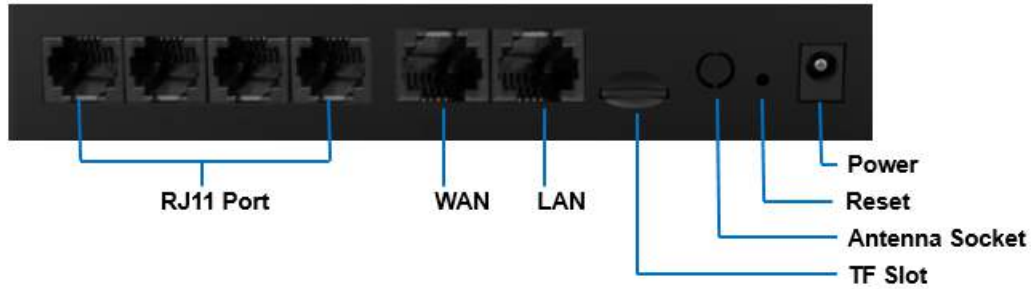 RJ11 Port
WAN
LAN
Power
Reset
Antenna Socket
TF Slot